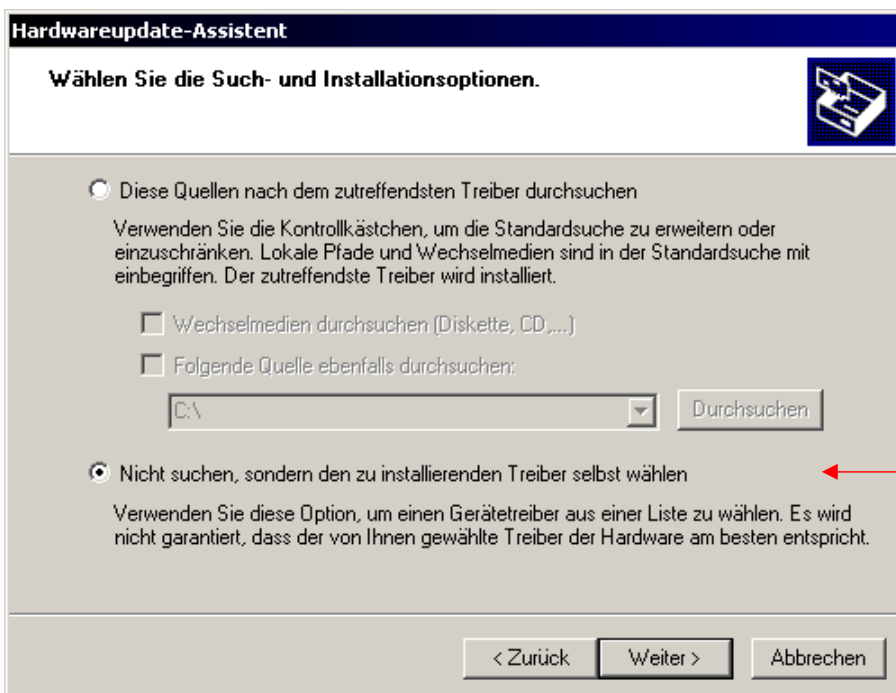 Hardwareupdate-Assistent
Wählen Sie die Such- und Installationsoptionen.
Diese Quellen nach dem zutreffendsten Treiber durchsuchen
Verwenden Sie die Kontrollkästchen, um die Standardsuche zu erweitern oder
einzuschränken. Lokale Pfade und Wechselmedien sind in der Standardsuche mit
einbegriffen. Der zutreffendste Treiber wird installiert.
Wechselmedien durchsuchen (Diskette, CD,...)
Folgende Quelle ebenfalls durchsuchen:
C:\
Durchsuchen
Nicht suchen, sondern den zu installierenden Treiber selbst wählen
Verwenden Sie diese Option, um einen Gerätetreiber aus einer Liste zu wählen. Es wird
nicht garantiert, dass der von Ihnen gewählte Treiber der Hardware am besten entspricht.
< Zurück
Weiter >
Abbrechen